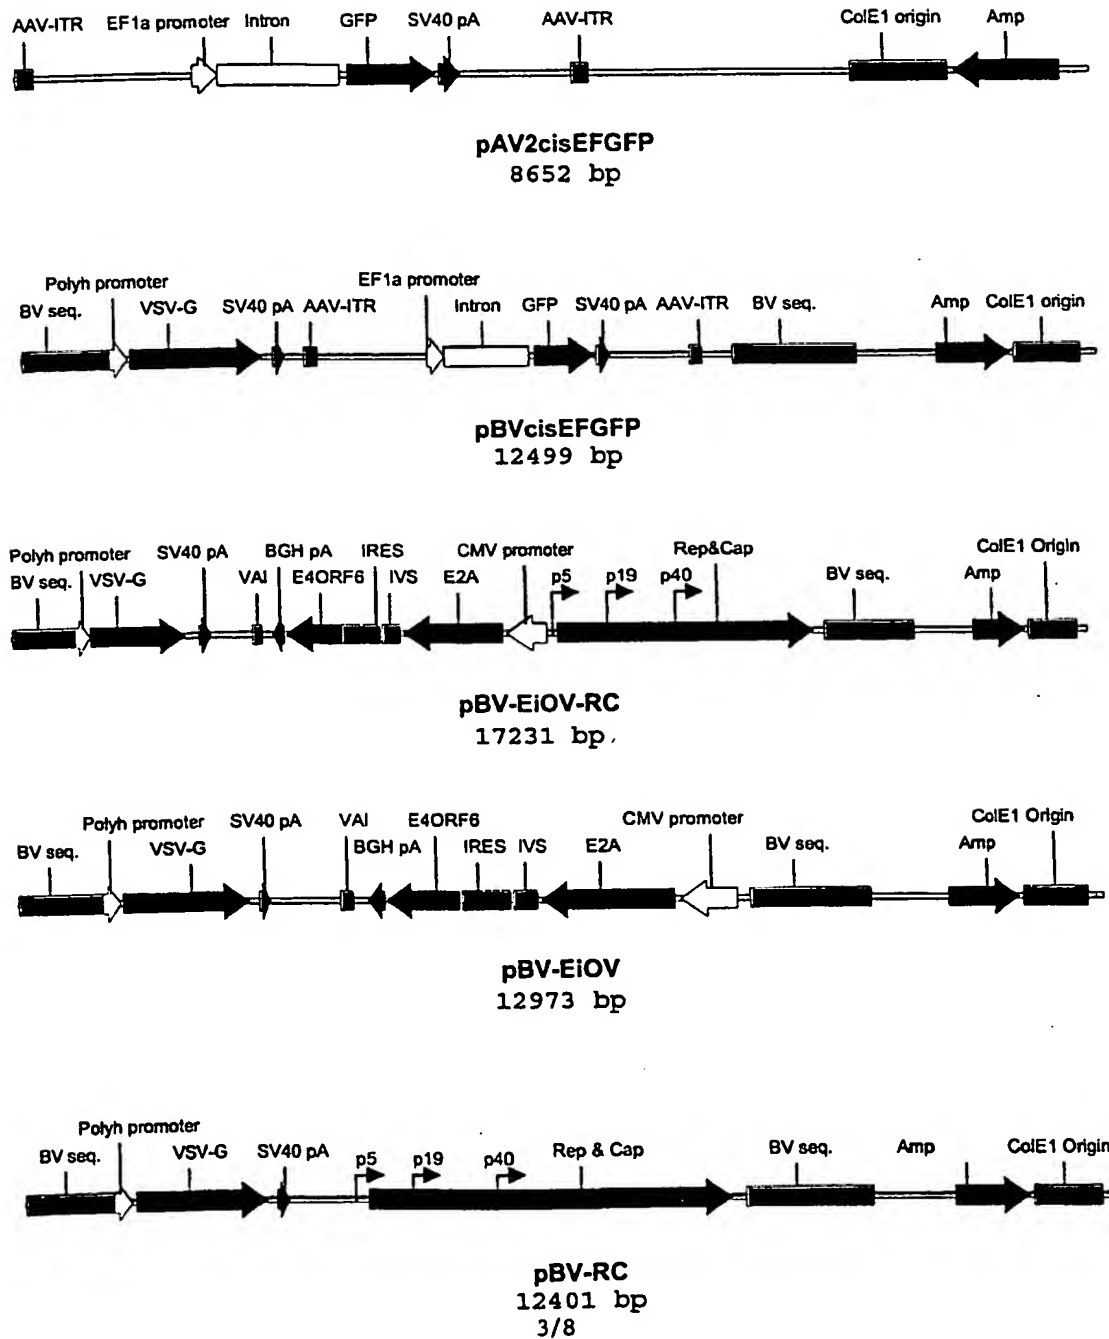 AAV-ITR EF1a promoter Intron GFP SV40 pA AAV-ITR ColE1 origin Amp
pAV2cisEFGFP
8652 bp
Polyh promoter EF1a promoter
BV seq. VSV-G SV40 pA AAV-ITR Intron GFP SV40 pA AAV-ITR BV seq. Amp ColE1 origin
pBVcisEFGFP
12499 bp
Polyh promoter SV40 pA BGH pA IRES CMV promoter Rep&Cap ColE1 Origin
BV seq. VSV-G VAI E4ORF6 IVS E2A p5 p19 p40 BV seq. Amp
pBV-EiOV-RC
17231 bp
Polyh promoter SV40 pA VAI E4ORF6 CMV promoter ColE1 Origin
BV seq. VSV-G BGH pA IRES IVS E2A BV seq. Amp
pBV-EiOV
12973 bp
Polyh promoter
BV seq. VSV-G SV40 pA p5 p19 p40 Rep & Cap BV seq. Amp ColE1 Origin
pBV-RC
12401 bp
3/8